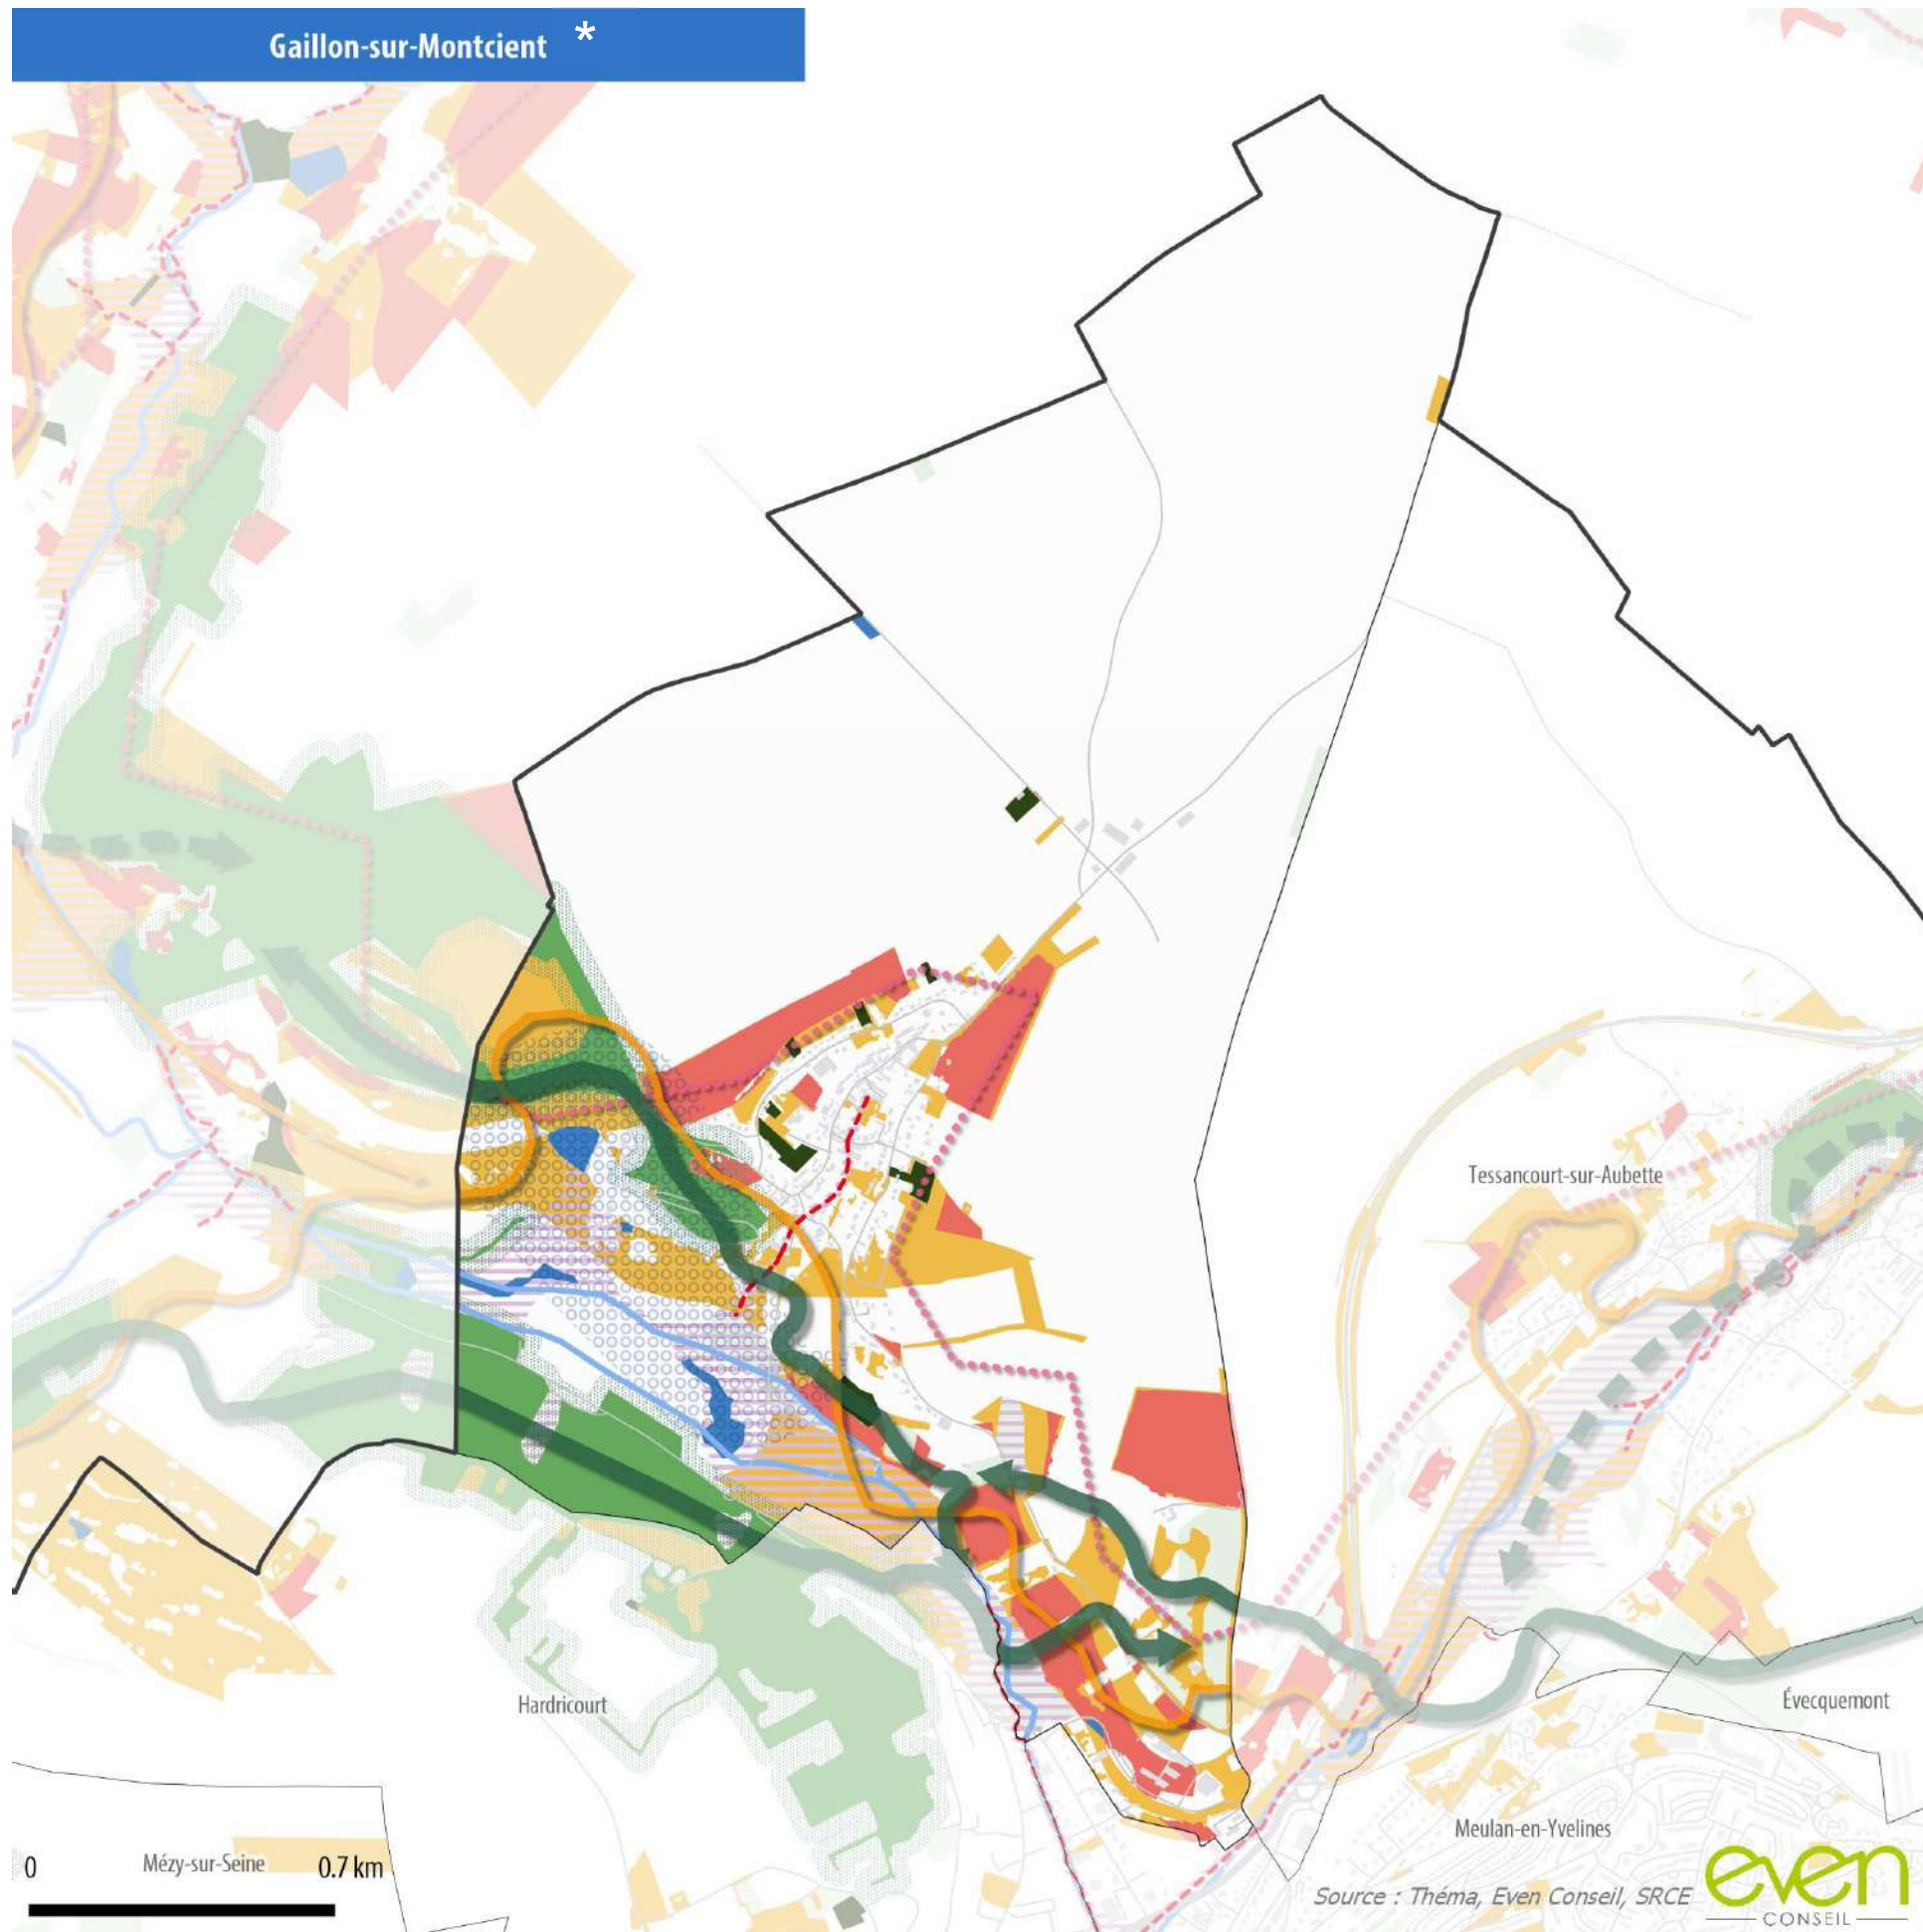 Gaillon-sur-Montcient *
Tessancourt-sur-Aubette
Hardricourt
Évecquemont
Meulan-en-Yvelines
0 Mézy-sur-Seine 0.7 km
Source : Théma, Even Conseil, SRCE
even
CONSEIL